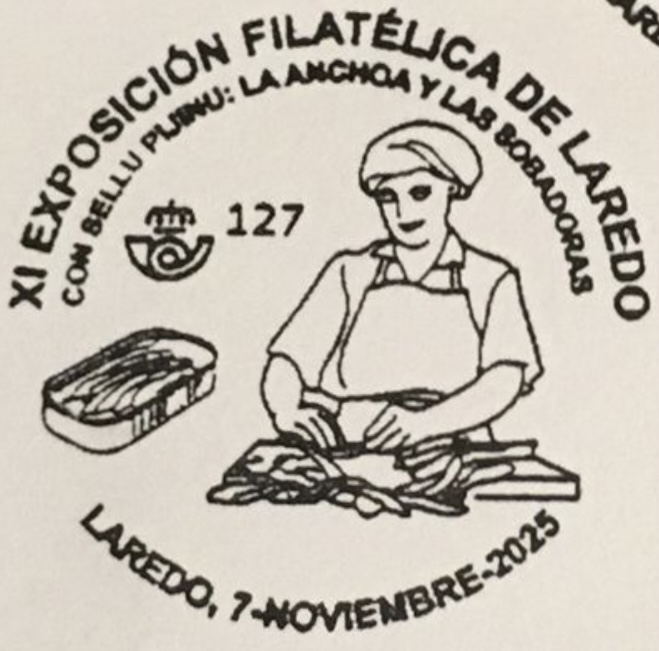 XI EXPOSICIÓN FILATÉLICA DE LAREDO
CON SELLU PIJINU: LA ANCHOA Y LAS SOBADORAS
127
LAREDO, 7-NOVIEMBRE-2025